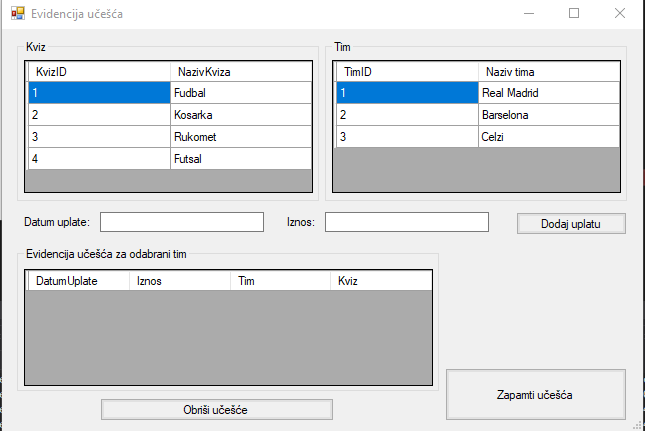 Evidencija učešća
Kviz
KvizID NazivKviza
1 Fudbal
2 Kosarka
3 Rukomet
4 Futsal
Tim
TimID Naziv tima
1 Real Madrid
2 Barselona
3 Celzi
Datum uplate: Iznos: Dodaj uplatu
Evidencija učešća za odabrani tim
DatumUplate Iznos Tim Kviz
Obriši učešće
Zapamti učešća